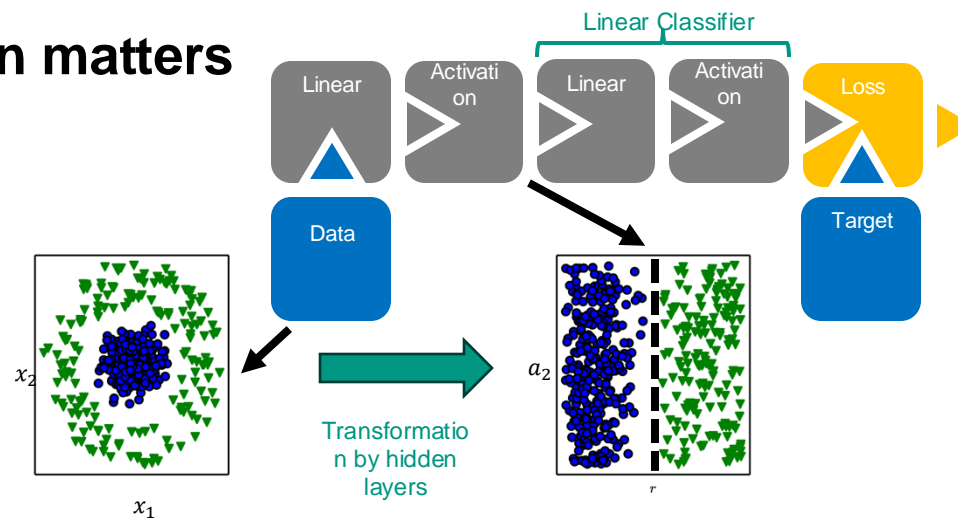 n matters
Linear Classifier
Linear
Activati
on
Linear
Activati
on
Loss
Data
Target
x₂
x₁
Transformatio
n by hidden
layers
a₂
r